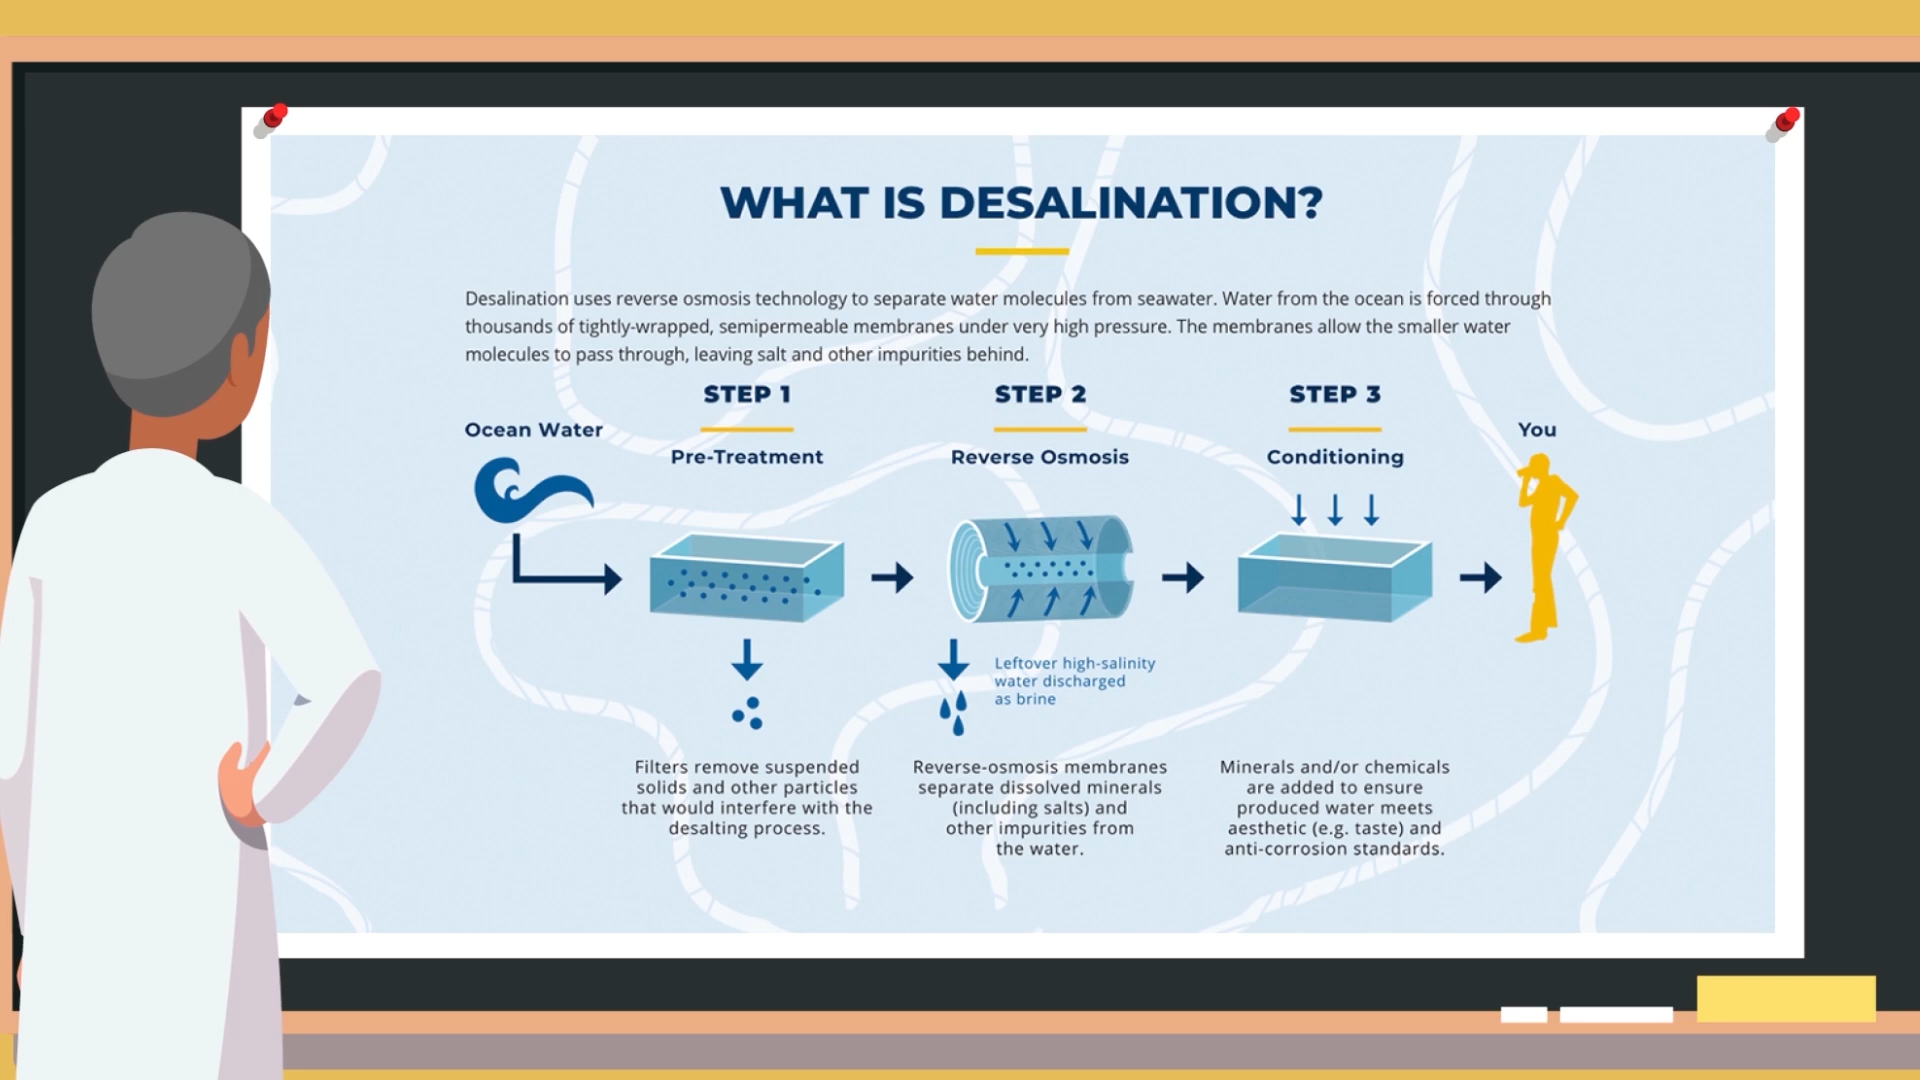 WHAT IS DESALINATION?
Desalination uses reverse osmosis technology to separate water molecules from seawater. Water from the ocean is forced through
thousands of tightly-wrapped, semipermeable membranes under very high pressure. The membranes allow the smaller water
molecules to pass through, leaving salt and other impurities behind.
Ocean Water
STEP 1
Pre-Treatment
Filters remove suspended
solids and other particles
that would interfere with the
desalting process.
STEP 2
Reverse Osmosis
Leftover high-salinity
water discharged
as brine
Reverse-osmosis membranes
separate dissolved minerals
(including salts) and
other impurities from
the water.
STEP 3
Conditioning
Minerals and/or chemicals
are added to ensure
produced water meets
aesthetic (e.g. taste) and
anti-corrosion standards.
You